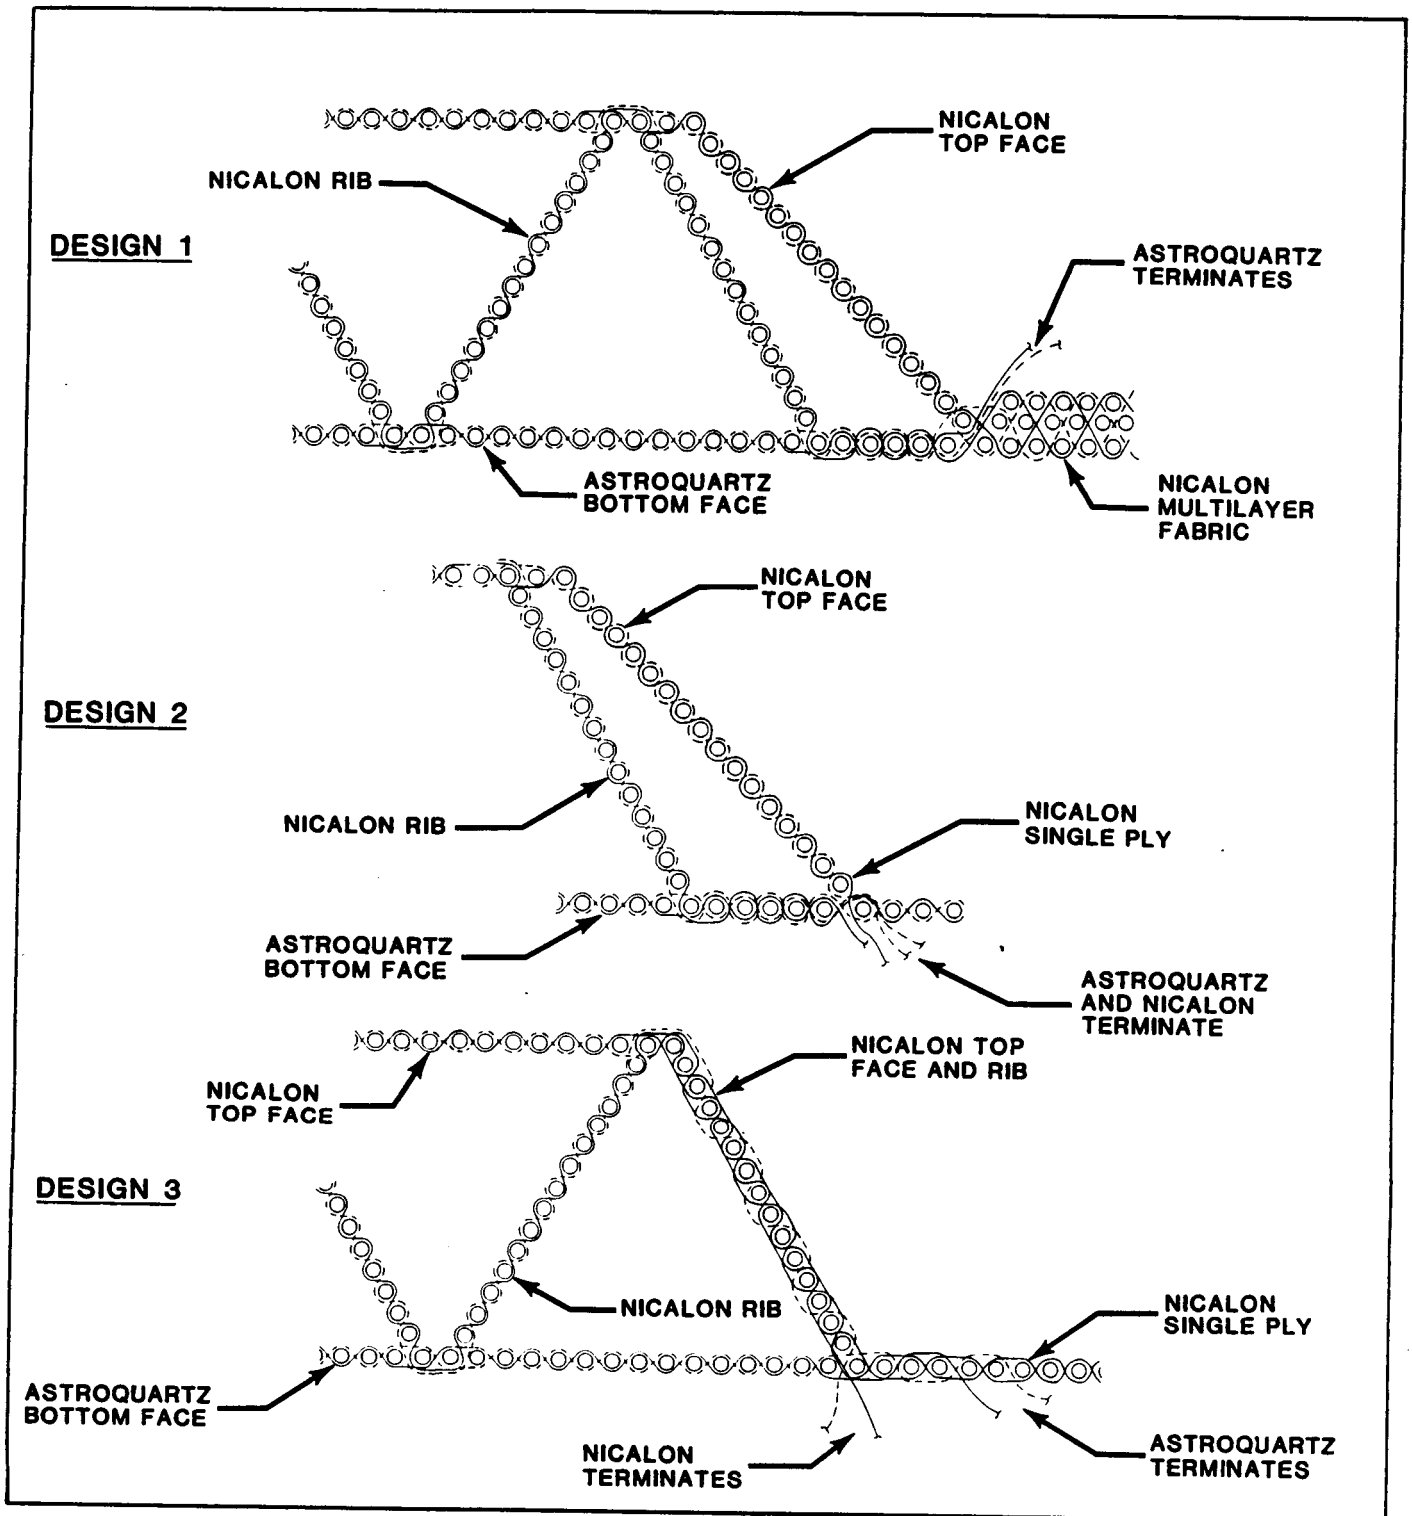 NICALON
TOP FACE
NICALON RIB
DESIGN 1
ASTROQUARTZ
TERMINATES
ASTROQUARTZ
BOTTOM FACE
NICALON
MULTILAYER
FABRIC
NICALON
TOP FACE
DESIGN 2
NICALON RIB
NICALON
SINGLE PLY
ASTROQUARTZ
BOTTOM FACE
ASTROQUARTZ
AND NICALON
TERMINATE
NICALON TOP
FACE AND RIB
NICALON
TOP FACE
DESIGN 3
NICALON RIB
NICALON
SINGLE PLY
ASTROQUARTZ
BOTTOM FACE
NICALON
TERMINATES
ASTROQUARTZ
TERMINATES